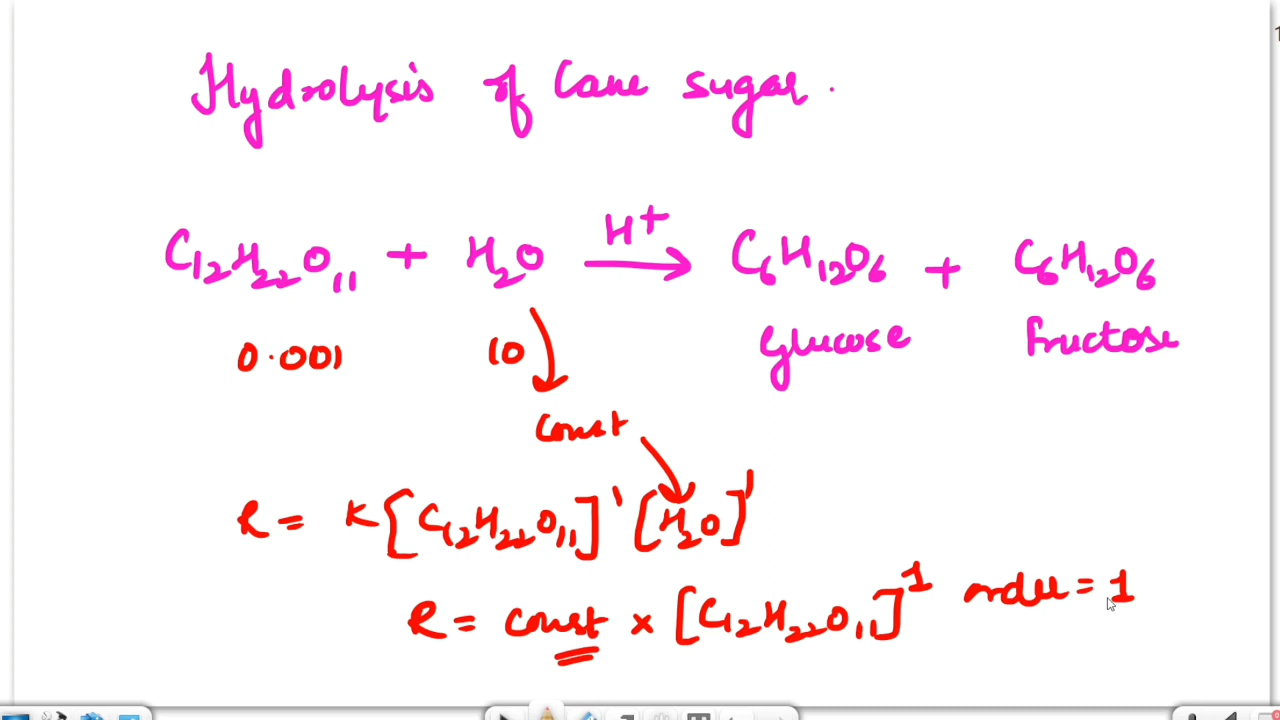 Hydrolysis of Cane sugar.
C₁₂H₂₂O₁₁ + H₂O —H⁺→ C₆H₁₂O₆ + C₆H₁₂O₆
0.001 10 Glucose Fructose
const
R = K[C₁₂H₂₂O₁₁]¹[H₂O]¹
R = const × [C₁₂H₂₂O₁₁]¹ order = 1